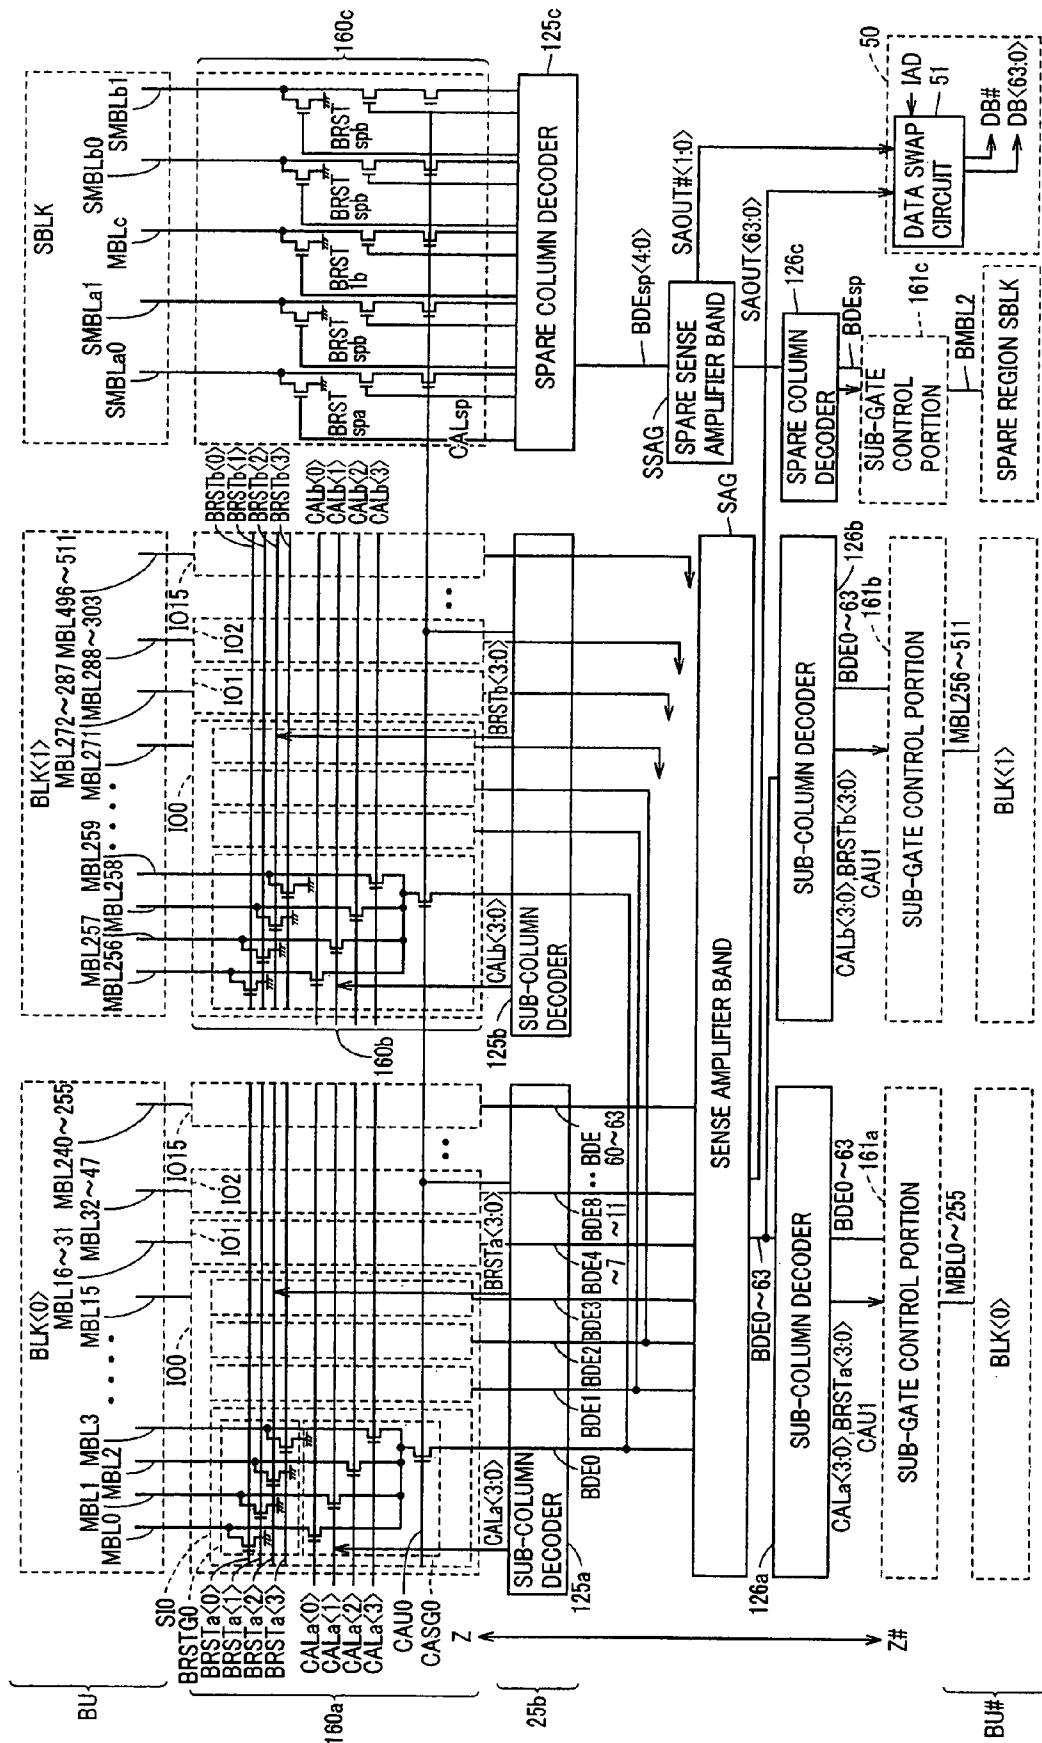 BU
BLK<0>
MBL0
MBL1
MBL2
MBL3
MBL15
MBL16~31
MBL32~47
MBL240~255
BLK<1>
MBL256
MBL257
MBL258
MBL259
MBL271
MBL272~287
MBL288~303
MBL496~511
SBLK
SMBLa0
SMBLa1
MBLc
SMBLb0
SMBLb1
160a
SI0
BRSTG0
BRSTa<0>
BRSTa<1>
BRSTa<2>
BRSTa<3>
CALa<0>
CALa<1>
CALa<2>
CALa<3>
CAU0
CASG0
IO0
IO1
IO2
IO15
160b
IO0
IO1
IO2
IO15
BRSTb<0>
BRSTb<1>
BRSTb<2>
BRSTb<3>
CALb<0>
CALb<1>
CALb<2>
CALb<3>
BRST
spa
BRST
spb
BRST
1b
BRST
spb
BRST
spb
CALsp
160c
25b
CALa<3:0>
BRSTa<3:0>
SUB-COLUMN
DECODER
125a
CALb<3:0>
BRSTb<3:0>
125b
SUB-COLUMN
DECODER
SPARE COLUMN DECODER
125c
BDE0
BDE1
BDE2
BDE3
BDE4
~7
BDE8
~11
BDE
60~63
BDEsp<4:0>
Z
Z#
SENSE AMPLIFIER BAND
SAG
SSAG
SPARE SENSE
AMPLIFIER BAND
SAOUT#<1:0>
SAOUT<63:0>
BDE0~63
126a
SUB-COLUMN DECODER
SUB-COLUMN DECODER
126b
SPARE COLUMN
DECODER
126c
DATA SWAP
CIRCUIT
50
IAD
51
DB#
DB<63:0>
CALa<3:0>,BRSTa<3:0>
CAU1
BDE0~63
161a
CALb<3:0>,BRSTb<3:0>
CAU1
BDE0~63
161b
BDEsp
161c
SUB-GATE CONTROL PORTION
SUB-GATE CONTROL PORTION
SUB-GATE
CONTROL
PORTION
MBL0~255
MBL256~511
BMBL2
BU#
BLK<0>
BLK<1>
SPARE REGION SBLK